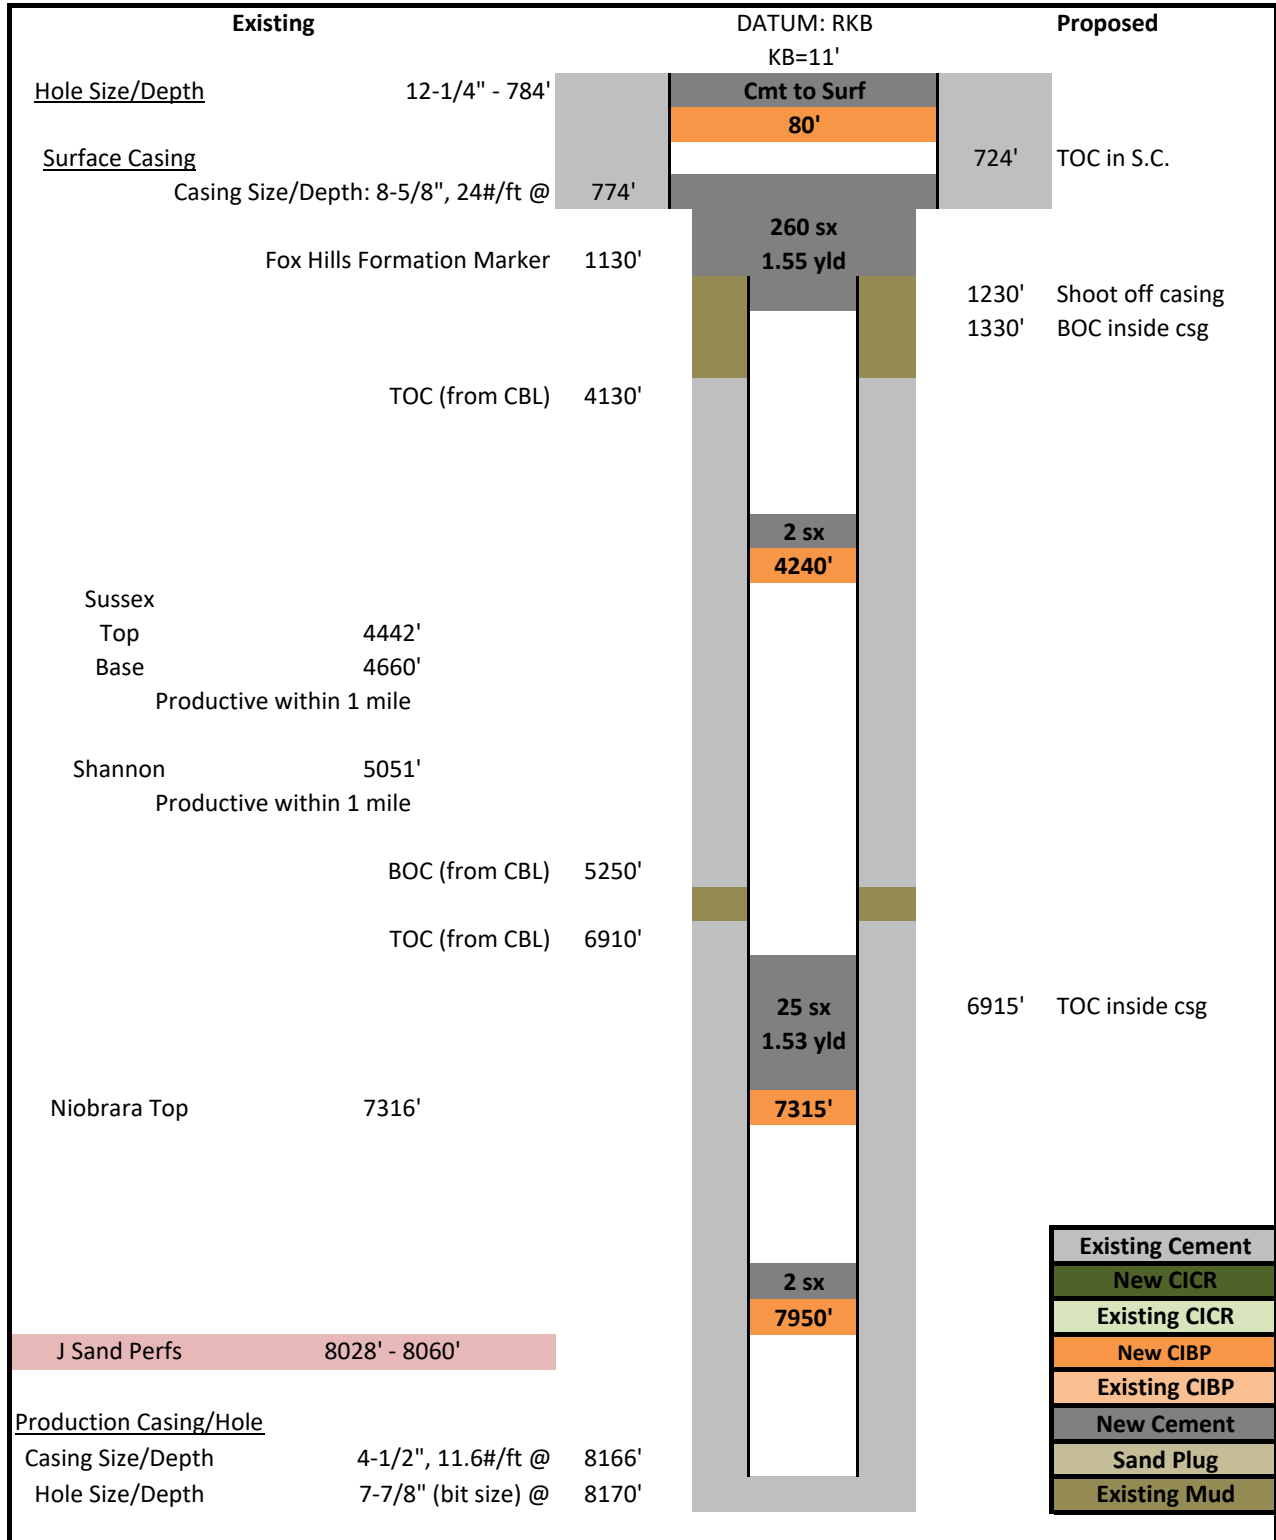 Existing DATUM: RKB Proposed
KB=11'
Hole Size/Depth 12-1/4" - 784' Cmt to Surf
80'
Surface Casing 724' TOC in S.C.
Casing Size/Depth: 8-5/8", 24#/ft @ 774'
260 sx
Fox Hills Formation Marker 1130' 1.55 yld
1230' Shoot off casing
1330' BOC inside csg
TOC (from CBL) 4130'
2 sx
4240'
Sussex
Top 4442'
Base 4660'
Productive within 1 mile
Shannon 5051'
Productive within 1 mile
BOC (from CBL) 5250'
TOC (from CBL) 6910'
25 sx 6915' TOC inside csg
1.53 yld
Niobrara Top 7316' 7315'
Existing Cement
2 sx New CICR
7950' Existing CICR
J Sand Perfs 8028' - 8060' New CIBP
Existing CIBP
Production Casing/Hole New Cement
Casing Size/Depth 4-1/2", 11.6#/ft @ 8166' Sand Plug
Hole Size/Depth 7-7/8" (bit size) @ 8170' Existing Mud